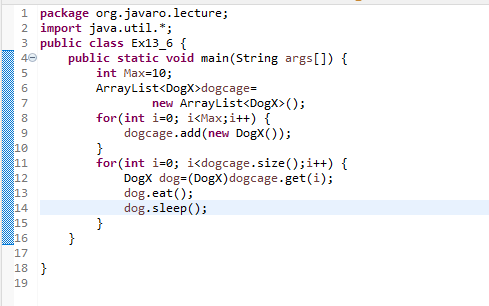 1 package org.javaro.lecture;
2 import java.util.*;
3 public class Ex13_6 {
4 public static void main(String args[]) {
5 int Max=10;
6 ArrayList<DogX>dogcage=
7 new ArrayList<DogX>();
8 for(int i=0; i<Max;i++) {
9 dogcage.add(new DogX());
10 }
11 for(int i=0; i<dogcage.size();i++) {
12 DogX dog=(DogX)dogcage.get(i);
13 dog.eat();
14 dog.sleep();
15 }
16 }
17
18 }
19